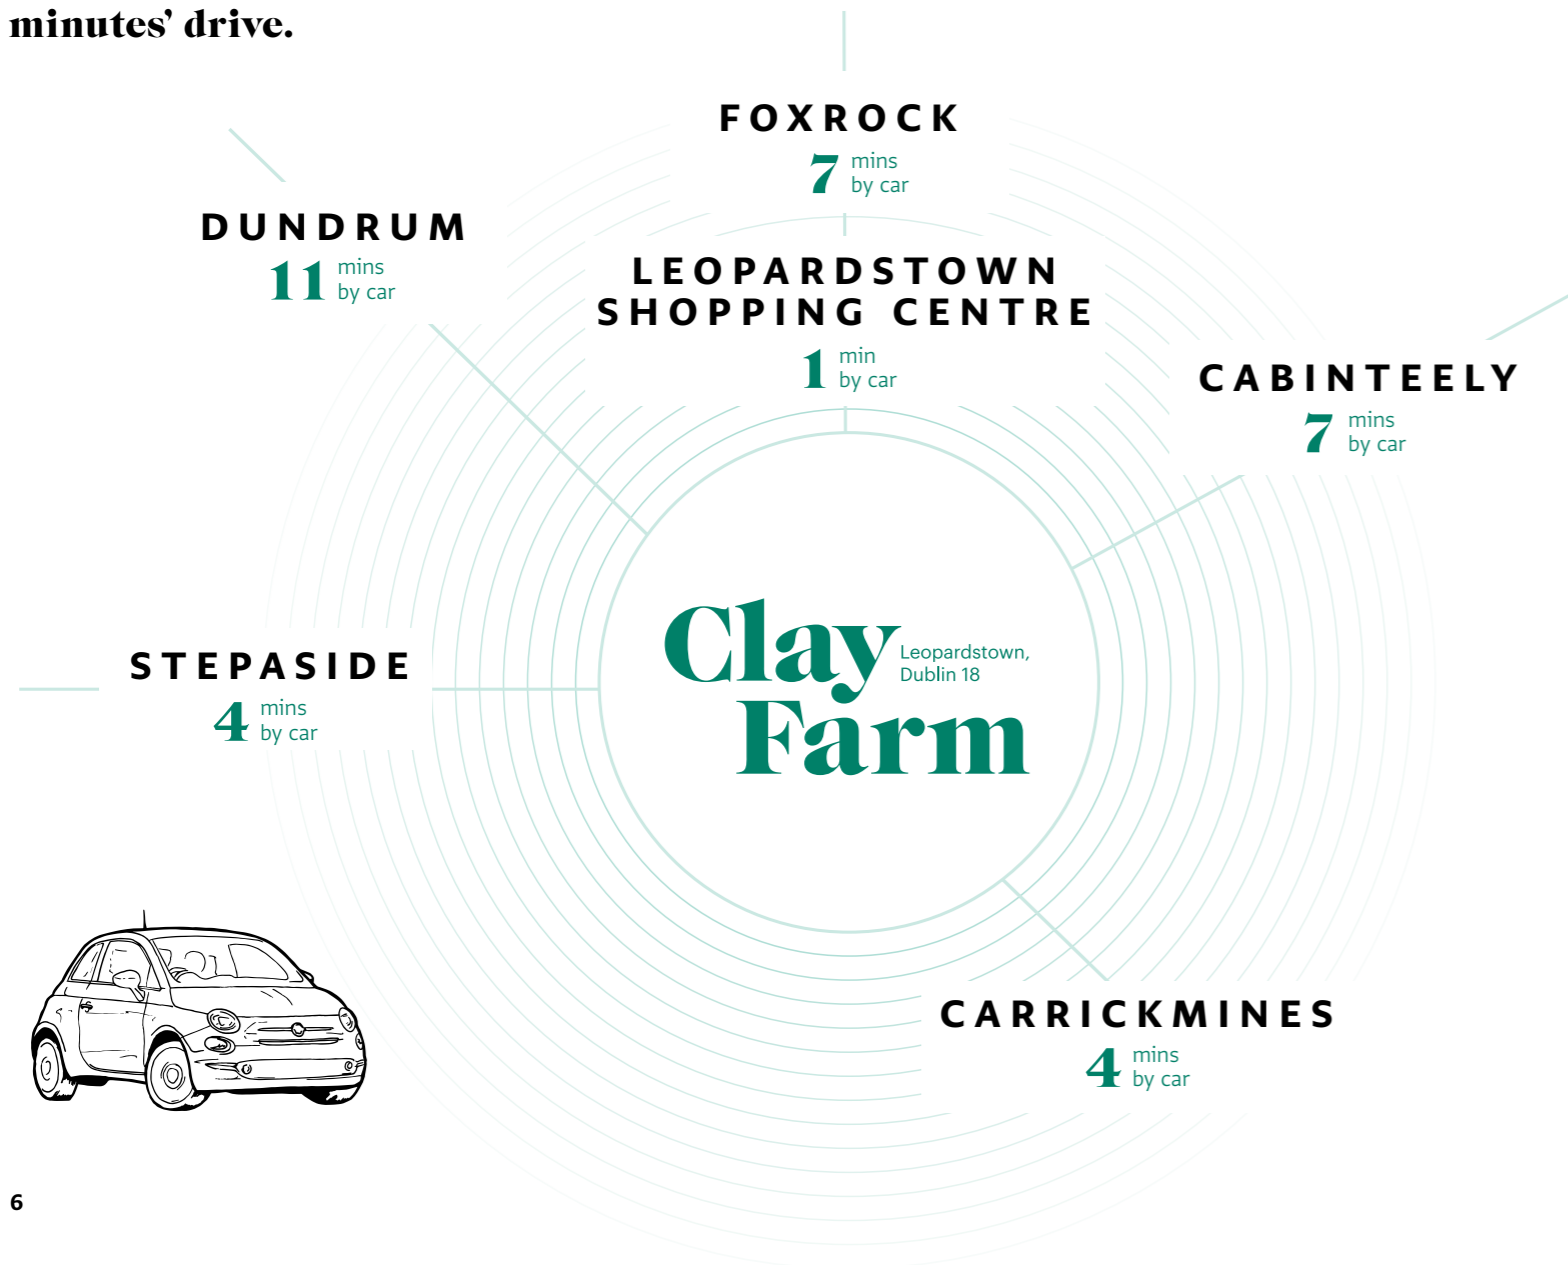 minutes’ drive.
FOXROCK
7 mins
by car
DUNDRUM
11 mins
by car
LEOPARDSTOWN
SHOPPING CENTRE
1 min
by car
CABINTEELY
7 mins
by car
Clay
Leopardstown,
Dublin 18
Farm
STEPASIDE
4 mins
by car
CARRICKMINES
4 mins
by car
6